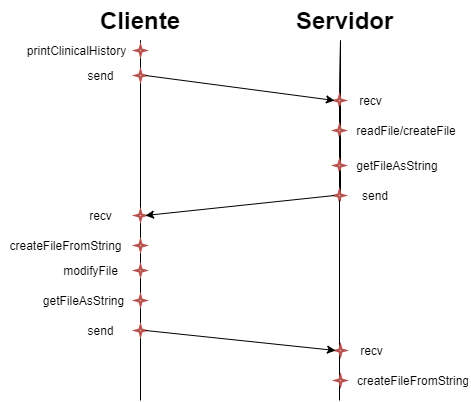 Cliente
Servidor
printClinicalHistory
send
recv
readFile/createFile
getFileAsString
send
recv
createFileFromString
modifyFile
getFileAsString
send
recv
createFileFromString